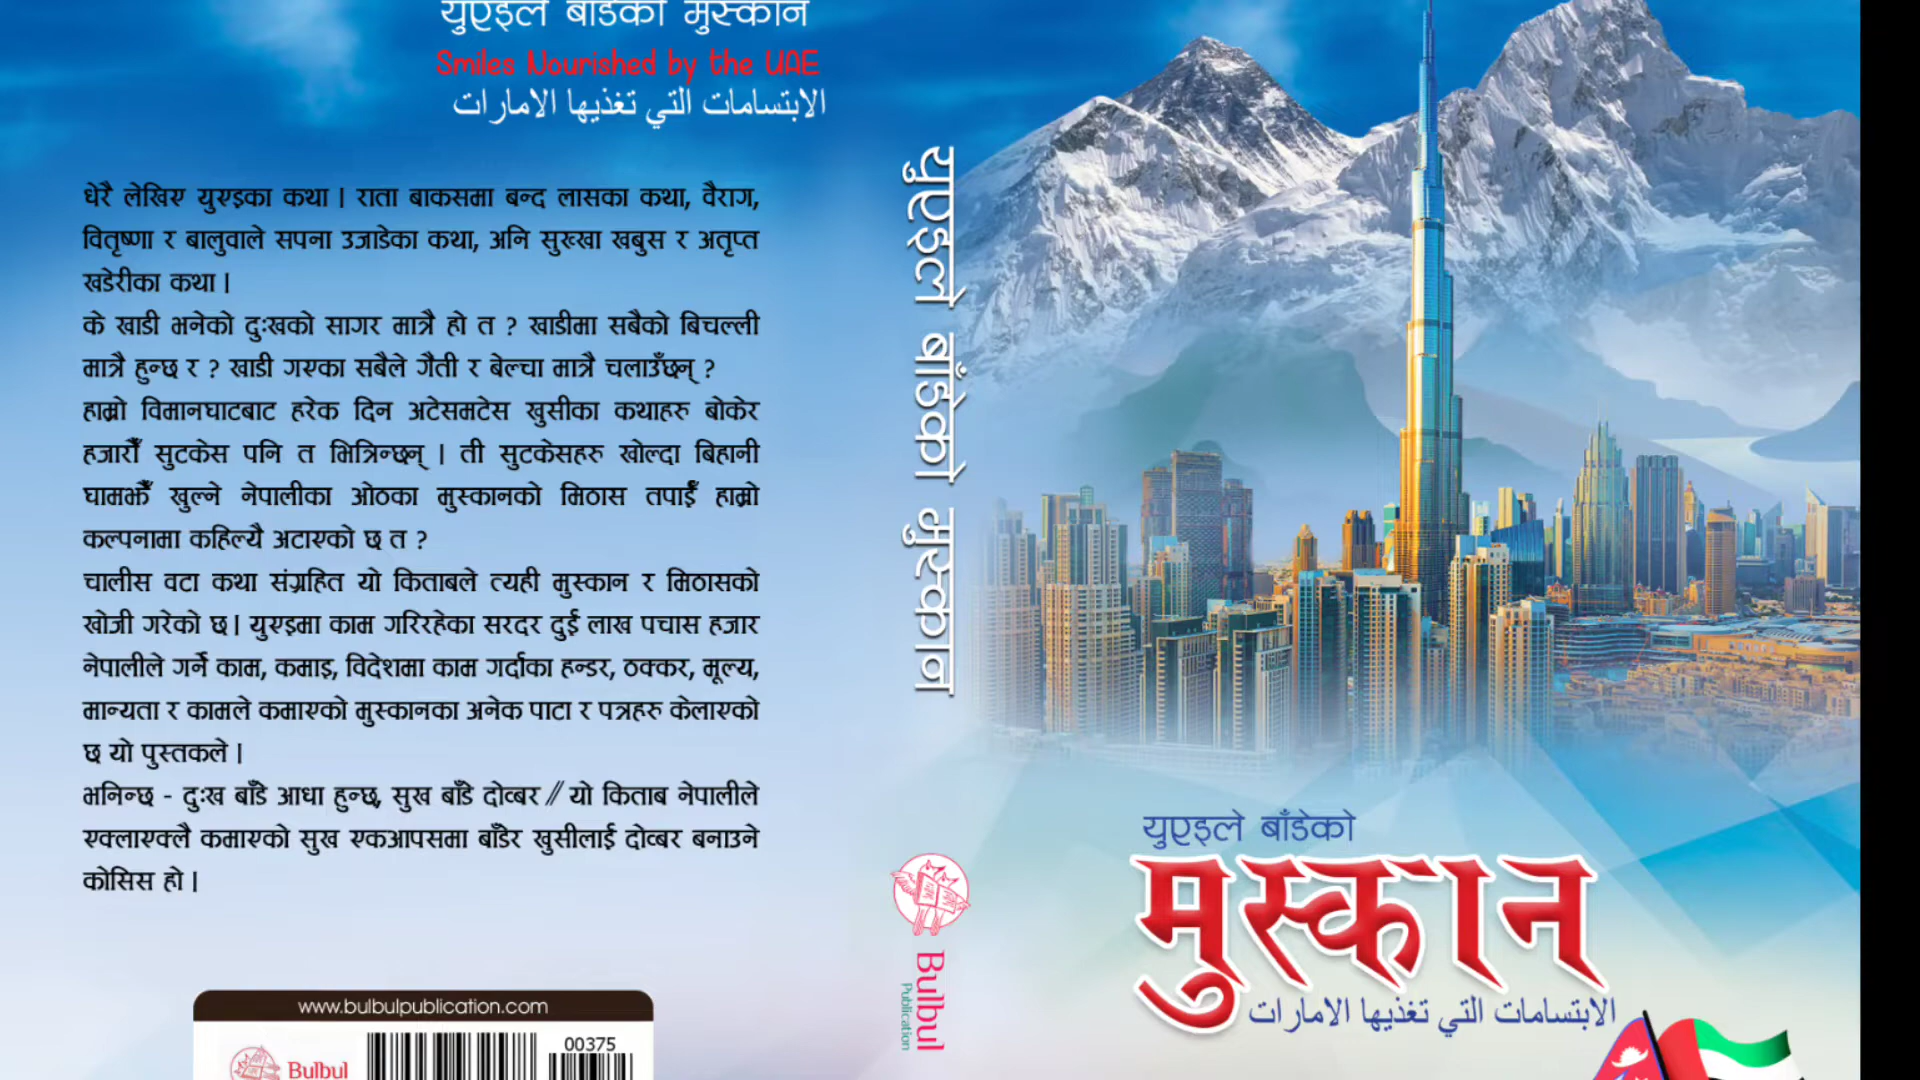 युएइले बाँडेको मुस्कान
Smiles Nourished by the UAE
الابتسامات التي تغذيها الامارات
धेरै लेखिए युएइका कथा । राता बाकसमा बन्द लासका कथा, वैराग,
वितृष्णा र बालुवाले सपना उजाडेका कथा, अनि सुख्खा खबुस र अतृप्त
खडेरीका कथा ।
के खाडी भनेको दुःखको सागर मात्रै हो त ? खाडीमा सबैको बिचल्ली
मात्रै हुन्छ र ? खाडी गएका सबैले गैती र बेल्चा मात्रै चलाउँछन् ?
हाम्रो विमानघाटबाट हरेक दिन अटेसमटेस खुसीका कथाहरु बोकेर
हजारौँ सुटकेस पनि त भित्रिन्छन् । ती सुटकेसहरु खोल्दा बिहानी
घामझैँ खुल्ने नेपालीका ओठका मुस्कानको मिठास तपाईँ हाम्रो
कल्पनामा कहिल्यै अटाएको छ त ?
चालीस वटा कथा संग्रहित यो किताबले त्यही मुस्कान र मिठासको
खोजी गरेको छ। युएइमा काम गरिरहेका सरदर दुई लाख पचास हजार
नेपालीले गर्ने काम, कमाइ, विदेशमा काम गर्दाका हन्डर, ठक्कर, मूल्य,
मान्यता र कामले कमाएको मुस्कानका अनेक पाटा र पत्रहरु केलाएको
छ यो पुस्तकले ।
भनिन्छ - दुःख बाँडे आधा हुन्छ, सुख बाँडे दोव्बर // यो किताब नेपालीले
एक्लाएक्लै कमाएको सुख एकआपसमा बाँडेर खुसीलाई दोव्बर बनाउने
कोसिस हो ।
www.bulbulpublication.com
Bulbul
00375
युएइले बाँडेको मुस्कान
Bulbul
Publication
युएइले बाँडेको
मुस्कान
الابتسامات التي تغذيها الامارات